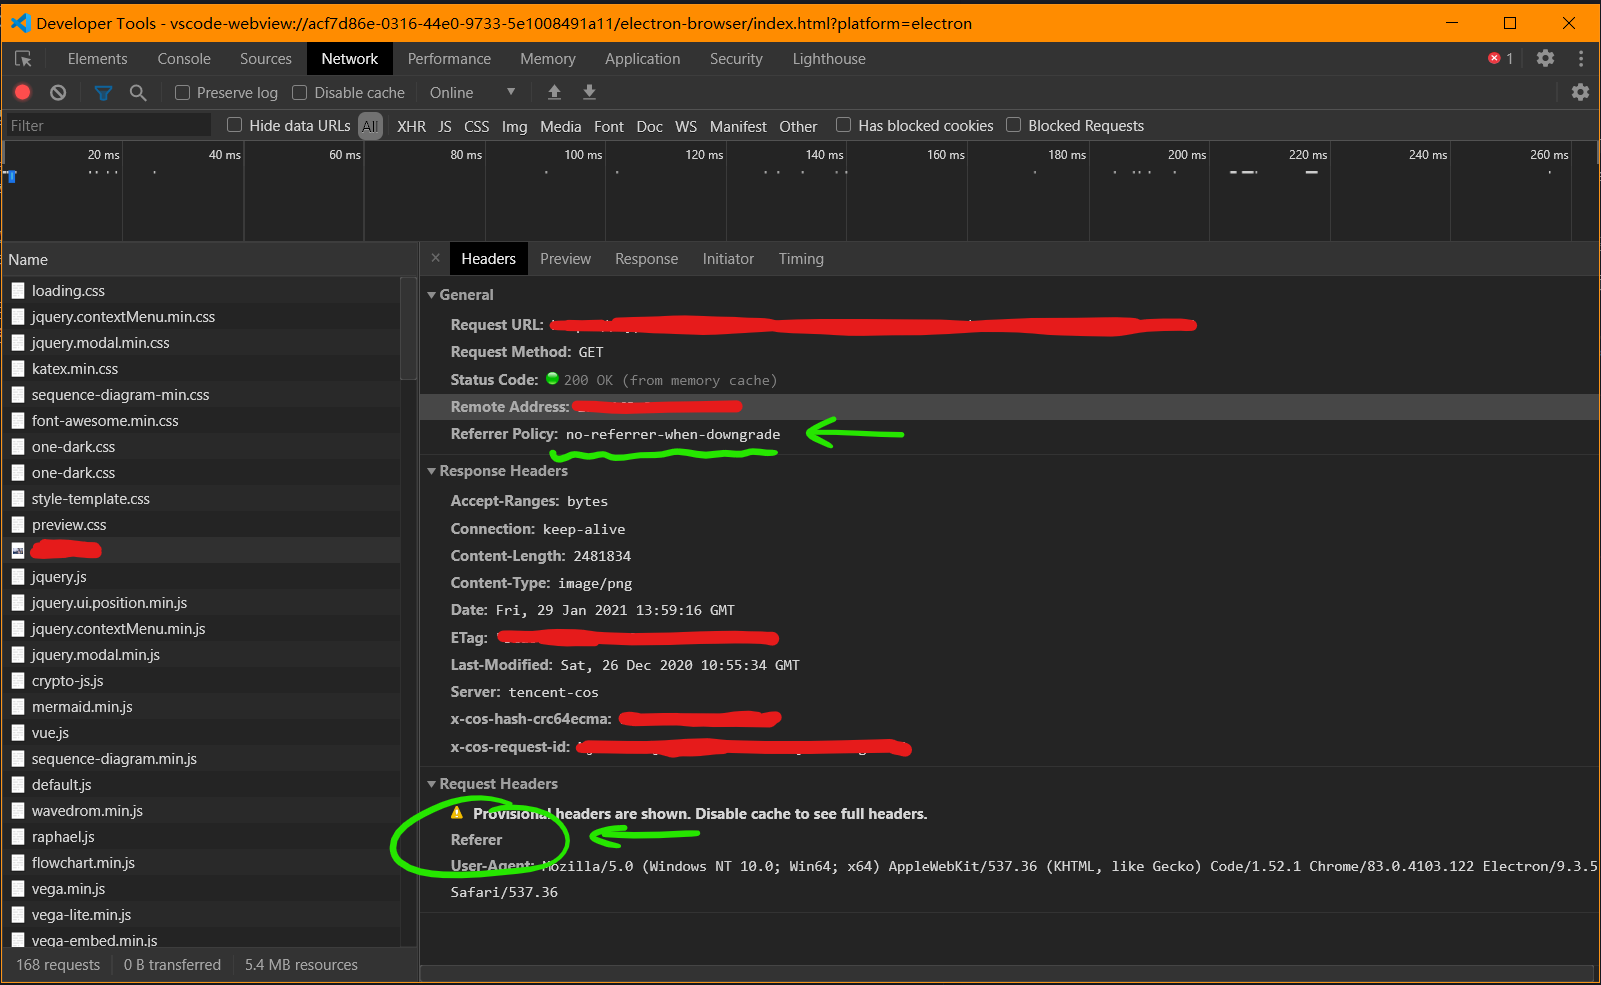 Developer Tools - vscode-webview://acf7d86e-0316-44e0-9733-5e1008491a11/electron-browser/index.html?platform=electron
Elements Console Sources Network Performance Memory Application Security Lighthouse 1
Preserve log Disable cache Online
Filter Hide data URLs All XHR JS CSS Img Media Font Doc WS Manifest Other Has blocked cookies Blocked Requests
20 ms 40 ms 60 ms 80 ms 100 ms 120 ms 140 ms 160 ms 180 ms 200 ms 220 ms 240 ms 260 ms
Name
loading.css
jquery.contextMenu.min.css
jquery.modal.min.css
katex.min.css
sequence-diagram-min.css
font-awesome.min.css
one-dark.css
one-dark.css
style-template.css
preview.css
jquery.js
jquery.ui.position.min.js
jquery.contextMenu.min.js
jquery.modal.min.js
crypto-js.js
mermaid.min.js
vue.js
sequence-diagram.min.js
default.js
wavedrom.min.js
raphael.js
flowchart.min.js
vega.min.js
vega-lite.min.js
vega-embed.min.js
168 requests 0 B transferred 5.4 MB resources
Headers Preview Response Initiator Timing
General
Request URL:
Request Method: GET
Status Code: 200 OK (from memory cache)
Remote Address:
Referrer Policy: no-referrer-when-downgrade
Response Headers
Accept-Ranges: bytes
Connection: keep-alive
Content-Length: 2481834
Content-Type: image/png
Date: Fri, 29 Jan 2021 13:59:16 GMT
ETag:
Last-Modified: Sat, 26 Dec 2020 10:55:34 GMT
Server: tencent-cos
x-cos-hash-crc64ecma:
x-cos-request-id:
Request Headers
Provisional headers are shown. Disable cache to see full headers.
Referer
User-Agent: Mozilla/5.0 (Windows NT 10.0; Win64; x64) AppleWebKit/537.36 (KHTML, like Gecko) Code/1.52.1 Chrome/83.0.4103.122 Electron/9.3.5
Safari/537.36